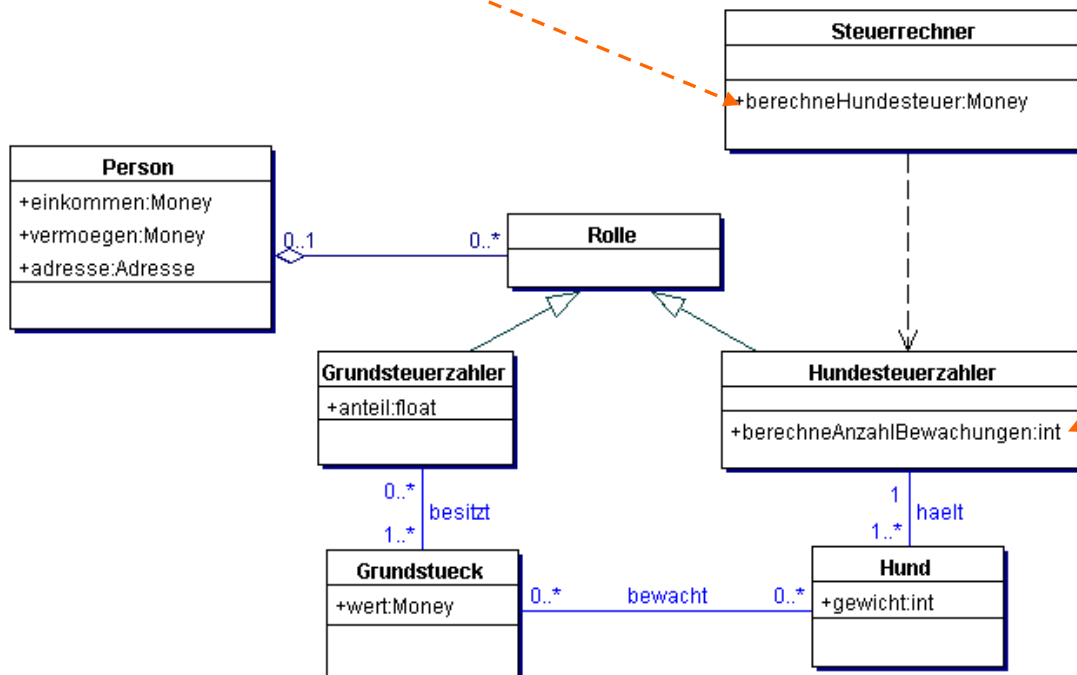 Steuerrechner
+berechneHundesteuer:Money
Person
+einkommen:Money
+vermoegen:Money
+adresse:Adresse
0..1
0..*
Rolle
Grundsteuerzahler
+anteil:float
Hundesteuerzahler
+berechneAnzahlBewachungen:int
0..*
besitzt
1..*
1
haelt
1..*
Grundstueck
+wert:Money
0..*
bewacht
0..*
Hund
+gewicht:int